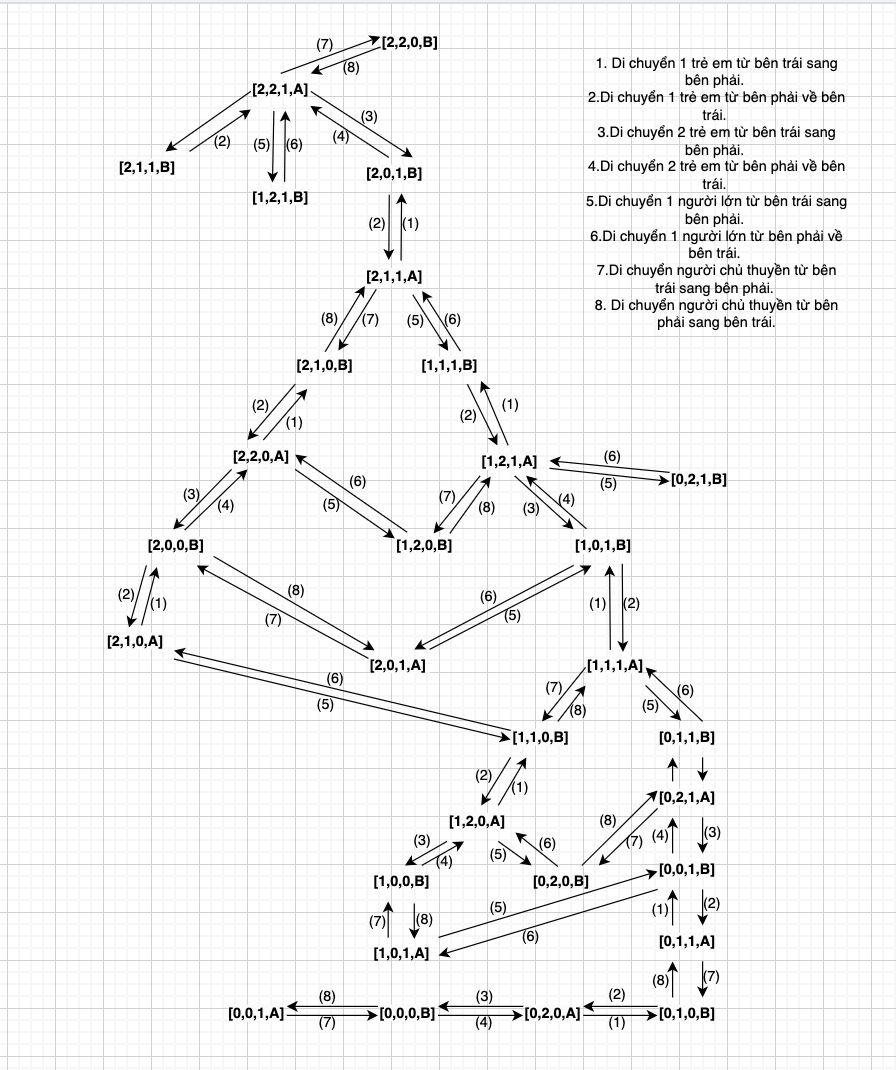 [2,2,0,B]
(7)
(8)
[2,2,1,A]
(2)
(5)
(6)
(3)
(4)
[2,1,1,B]
[1,2,1,B]
[2,0,1,B]
(2)
(1)
[2,1,1,A]
(8)
(7)
(5)
(6)
[2,1,0,B]
[1,1,1,B]
(2)
(1)
(2)
(1)
[2,2,0,A]
[1,2,1,A]
(6)
(5)
[0,2,1,B]
(3)
(4)
(6)
(5)
(7)
(8)
(3)
(4)
[2,0,0,B]
[1,2,0,B]
[1,0,1,B]
(2)
(1)
(8)
(7)
(6)
(5)
(1)
(2)
[2,1,0,A]
[2,0,1,A]
[1,1,1,A]
(6)
(5)
(7)
(8)
(5)
(6)
[1,1,0,B]
[0,1,1,B]
(2)
(1)
[0,2,1,A]
[1,2,0,A]
(3)
(4)
(5)
(6)
(8)
(7)
(4)
(3)
[1,0,0,B]
[0,2,0,B]
[0,0,1,B]
(7)
(8)
(5)
(6)
(1)
(2)
[1,0,1,A]
[0,1,1,A]
(8)
(7)
[0,0,1,A]
(8)
(7)
[0,0,0,B]
(3)
(4)
[0,2,0,A]
(2)
(1)
[0,1,0,B]
1. Di chuyển 1 trẻ em từ bên trái sang
bên phải.
2.Di chuyển 1 trẻ em từ bên phải về bên
trái.
3.Di chuyển 2 trẻ em từ bên trái sang
bên phải.
4.Di chuyển 2 trẻ em từ bên phải về bên
trái.
5.Di chuyển 1 người lớn từ bên trái sang
bên phải.
6.Di chuyển 1 người lớn từ bên phải về
bên trái.
7.Di chuyển người chủ thuyền từ bên
trái sang bên phải.
8. Di chuyển người chủ thuyền từ bên
phải sang bên trái.